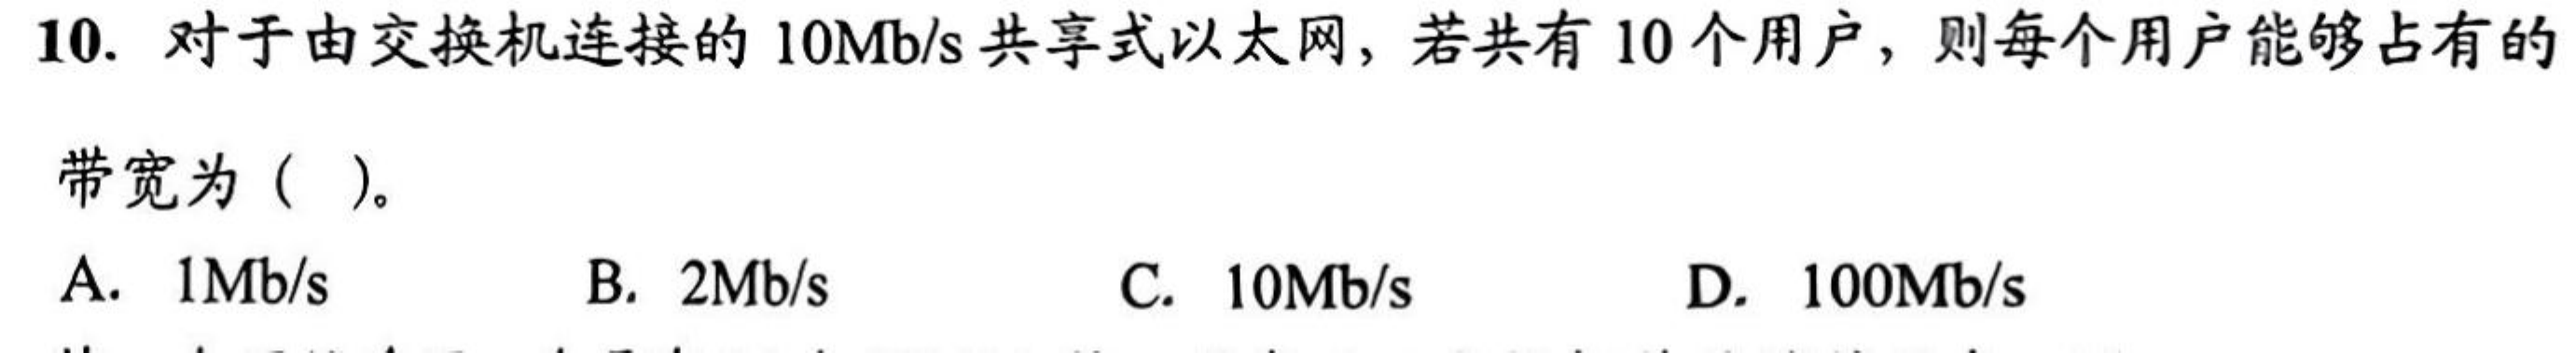 10. 对于由交换机连接的 10Mb/s 共享式以太网，若共有 10 个用户，则每个用户能够占有的
带宽为（ ）。
A. 1Mb/s B. 2Mb/s C. 10Mb/s D. 100Mb/s